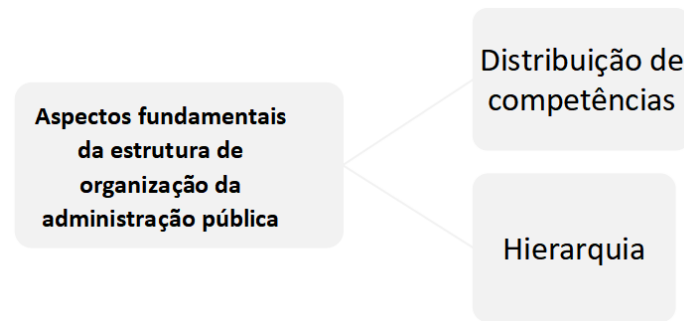 Aspectos fundamentais
da estrutura de
organização da
administração pública
Distribuição de
competências
Hierarquia